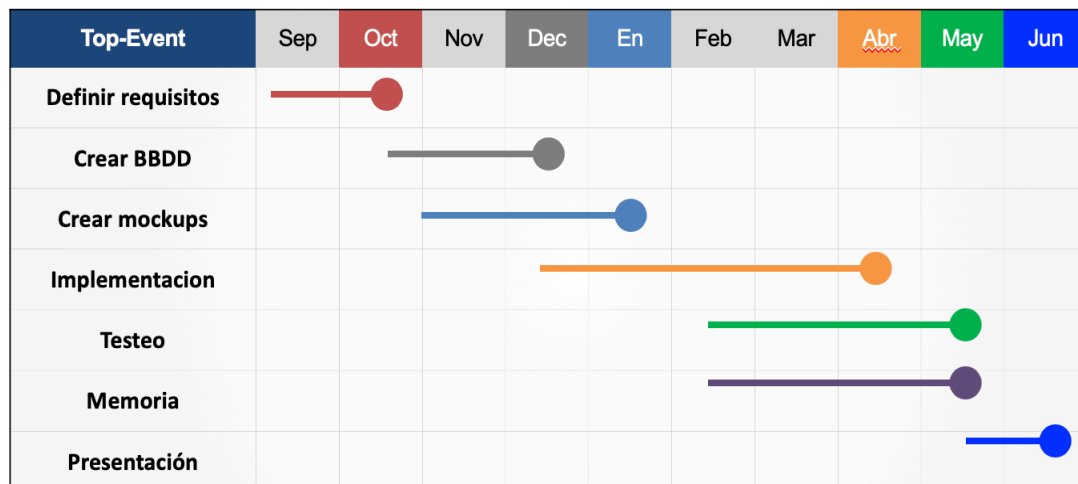 Top-Event Sep Oct Nov Dec En Feb Mar Abr May Jun
Definir requisitos
Crear BBDD
Crear mockups
Implementacion
Testeo
Memoria
Presentación